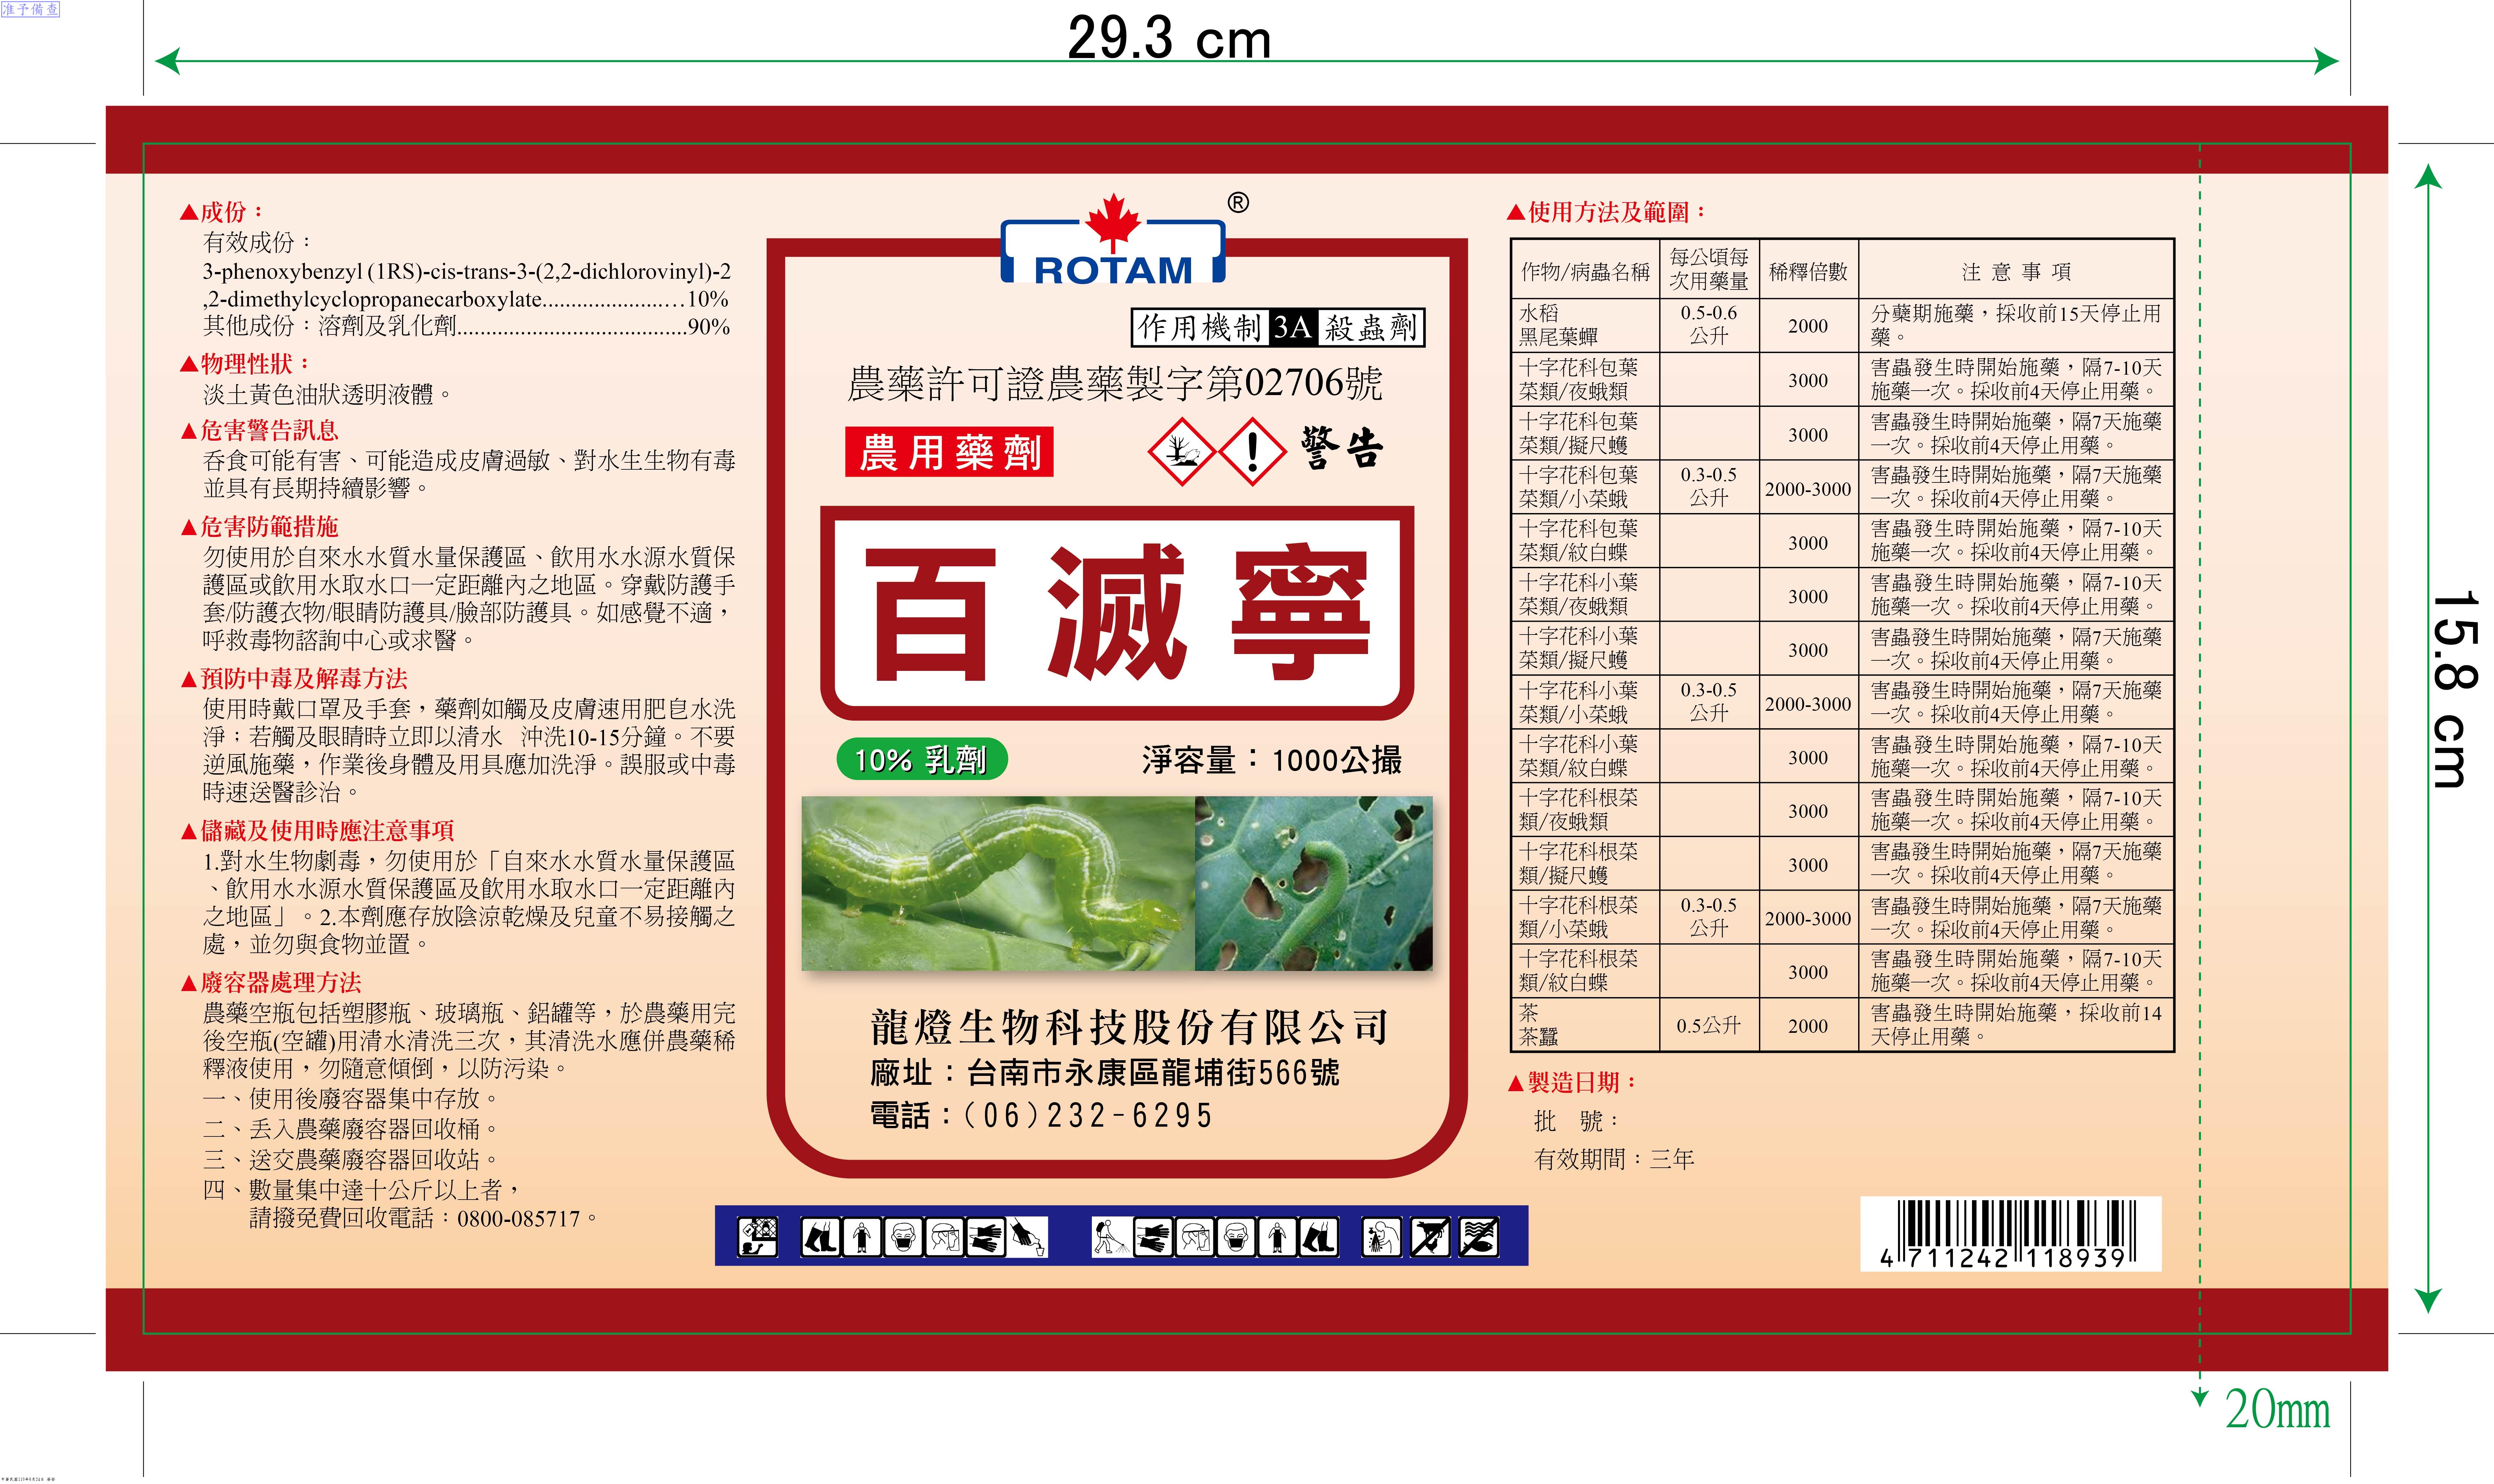 准予備查
29.3 cm
▲成份：
有效成份：
3-phenoxybenzyl (1RS)-cis-trans-3-(2,2-dichlorovinyl)-2
,2-dimethylcyclopropanecarboxylate........................10%
其他成份：溶劑及乳化劑........................................90%
▲物理性狀：
淡土黃色油狀透明液體。
▲危害警告訊息
吞食可能有害、可能造成皮膚過敏、對水生生物有毒
並具有長期持續影響。
▲危害防範措施
勿使用於自來水水質水量保護區、飲用水水源水質保
護區或飲用水取水口一定距離內之地區。穿戴防護手
套/防護衣物/眼睛防護具/臉部防護具。如感覺不適，
呼救毒物諮詢中心或求醫。
▲預防中毒及解毒方法
使用時戴口罩及手套，藥劑如觸及皮膚速用肥皂水洗
淨；若觸及眼睛時立即以清水 沖洗10-15分鐘。不要
逆風施藥，作業後身體及用具應加洗淨。誤服或中毒
時速送醫診治。
▲儲藏及使用時應注意事項
1.對水生物劇毒，勿使用於「自來水水質水量保護區
、飲用水水源水質保護區及飲用水取水口一定距離內
之地區」。2.本劑應存放陰涼乾燥及兒童不易接觸之
處，並勿與食物並置。
▲廢容器處理方法
農藥空瓶包括塑膠瓶、玻璃瓶、鋁罐等，於農藥用完
後空瓶(空罐)用清水清洗三次，其清洗水應併農藥稀
釋液使用，勿隨意傾倒，以防污染。
一、使用後廢容器集中存放。
二、丟入農藥廢容器回收桶。
三、送交農藥廢容器回收站。
四、數量集中達十公斤以上者，
請撥免費回收電話：0800-085717。
®
ROTAM
作用機制 3A 殺蟲劑
農藥許可證農藥製字第02706號
農用藥劑
警告
百滅寧
10% 乳劑
淨容量：1000公撮
龍燈生物科技股份有限公司
廠址：台南市永康區龍埔街566號
電話：(06)232-6295
▲使用方法及範圍：
作物/病蟲名稱 每公頃每次用藥量 稀釋倍數 注意事項
水稻 0.5-0.6 2000 分蘗期施藥，採收前15天停止用
黑尾葉蟬 公升 藥。
十字花科包葉 3000 害蟲發生時開始施藥，隔7-10天
菜類/夜蛾類 施藥一次。採收前4天停止用藥。
十字花科包葉 3000 害蟲發生時開始施藥，隔7天施藥
菜類/擬尺蠖 一次。採收前4天停止用藥。
十字花科包葉 0.3-0.5 2000-3000 害蟲發生時開始施藥，隔7天施藥
菜類/小菜蛾 公升 一次。採收前4天停止用藥。
十字花科包葉 3000 害蟲發生時開始施藥，隔7-10天
菜類/紋白蝶 施藥一次。採收前4天停止用藥。
十字花科小葉 3000 害蟲發生時開始施藥，隔7-10天
菜類/夜蛾類 施藥一次。採收前4天停止用藥。
十字花科小葉 3000 害蟲發生時開始施藥，隔7天施藥
菜類/擬尺蠖 一次。採收前4天停止用藥。
十字花科小葉 0.3-0.5 2000-3000 害蟲發生時開始施藥，隔7天施藥
菜類/小菜蛾 公升 一次。採收前4天停止用藥。
十字花科小葉 3000 害蟲發生時開始施藥，隔7-10天
菜類/紋白蝶 施藥一次。採收前4天停止用藥。
十字花科根菜 3000 害蟲發生時開始施藥，隔7-10天
類/夜蛾類 施藥一次。採收前4天停止用藥。
十字花科根菜 3000 害蟲發生時開始施藥，隔7天施藥
類/擬尺蠖 一次。採收前4天停止用藥。
十字花科根菜 0.3-0.5 2000-3000 害蟲發生時開始施藥，隔7天施藥
類/小菜蛾 公升 一次。採收前4天停止用藥。
十字花科根菜 3000 害蟲發生時開始施藥，隔7-10天
類/紋白蝶 施藥一次。採收前4天停止用藥。
茶 0.5公升 2000 害蟲發生時開始施藥，採收前14
茶蠶 天停止用藥。
▲製造日期：
批 號：
有效期間：三年
4 711242 118939
15.8 cm
20mm